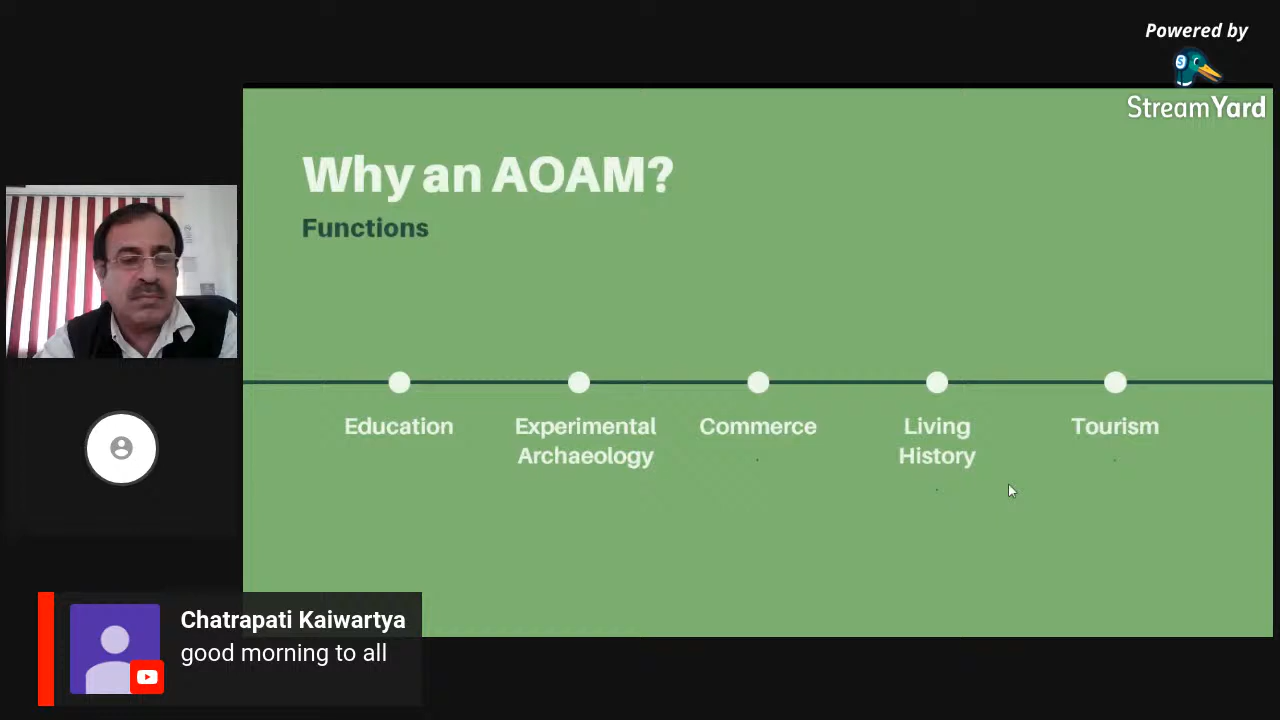 Powered by
StreamYard
Why an AOAM?
Functions
Education
Experimental
Archaeology
Commerce
Living
History
Tourism
Chatrapati Kaiwartya
good morning to all